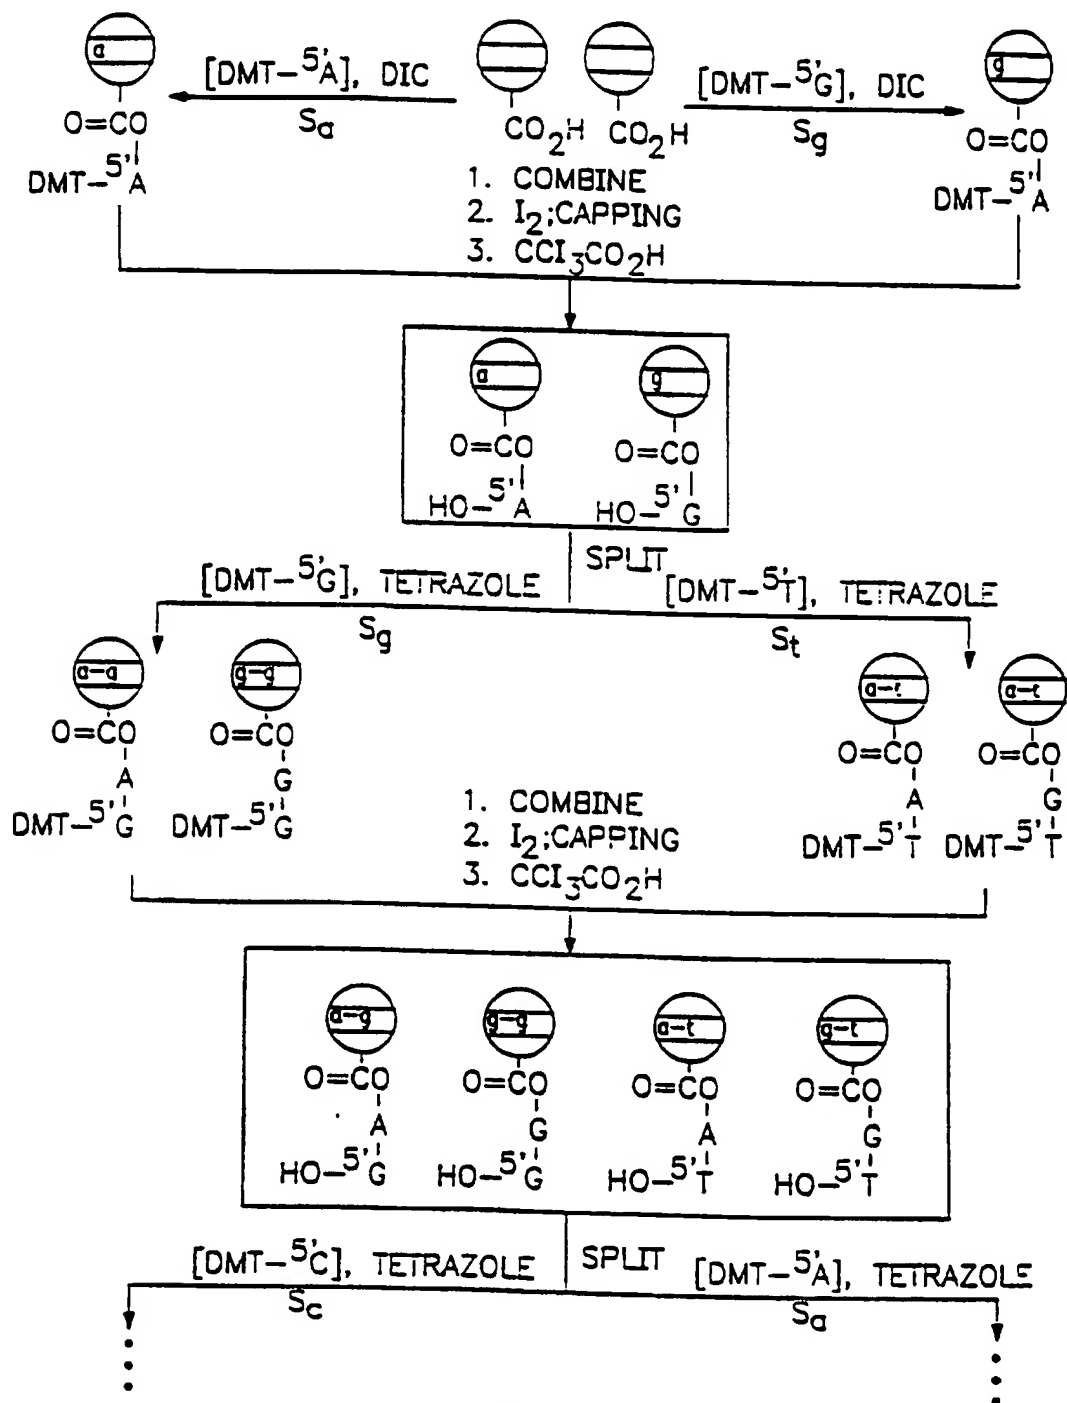 a
[DMT-5'A], DIC
Sa
CO2H
CO2H
[DMT-5'G], DIC
Sg
g
O=CO
DMT-5'A
O=CO
DMT-5'A
1. COMBINE
2. I2;CAPPING
3. CCl3CO2H
a
g
O=CO
HO-5'A
O=CO
HO-5'G
SPLIT
[DMT-5'G], TETRAZOLE
Sg
[DMT-5'T], TETRAZOLE
St
a-g
g-g
a-t
a-t
O=CO
A
DMT-5'G
O=CO
G
DMT-5'G
O=CO
A
DMT-5'T
O=CO
G
DMT-5'T
1. COMBINE
2. I2;CAPPING
3. CCl3CO2H
a-g
g-g
a-t
g-t
O=CO
A
HO-5'G
O=CO
G
HO-5'G
O=CO
A
HO-5'T
O=CO
G
HO-5'T
SPLIT
[DMT-5'C], TETRAZOLE
Sc
[DMT-5'A], TETRAZOLE
Sa